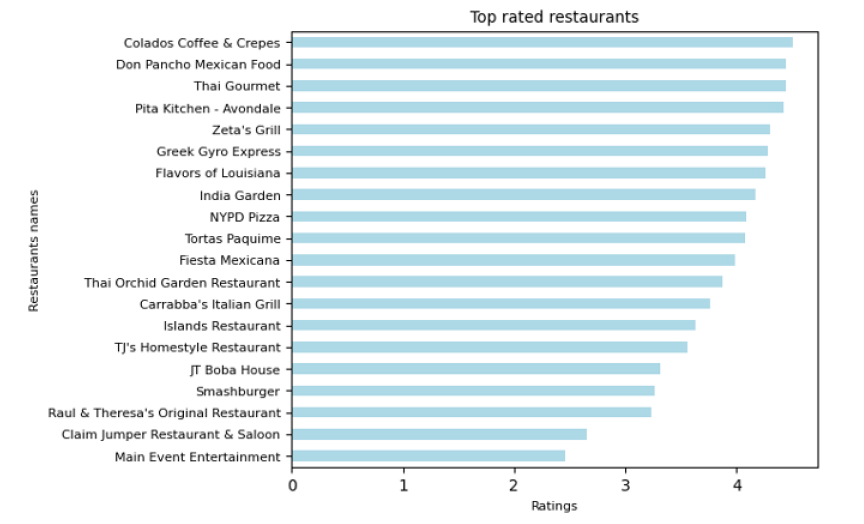 Top rated restaurants
Restaurants names
Colados Coffee & Crepes
Don Pancho Mexican Food
Thai Gourmet
Pita Kitchen - Avondale
Zeta's Grill
Greek Gyro Express
Flavors of Louisiana
India Garden
NYPD Pizza
Tortas Paquime
Fiesta Mexicana
Thai Orchid Garden Restaurant
Carrabba's Italian Grill
Islands Restaurant
TJ's Homestyle Restaurant
JT Boba House
Smashburger
Raul & Theresa's Original Restaurant
Claim Jumper Restaurant & Saloon
Main Event Entertainment
0 1 2 3 4
Ratings